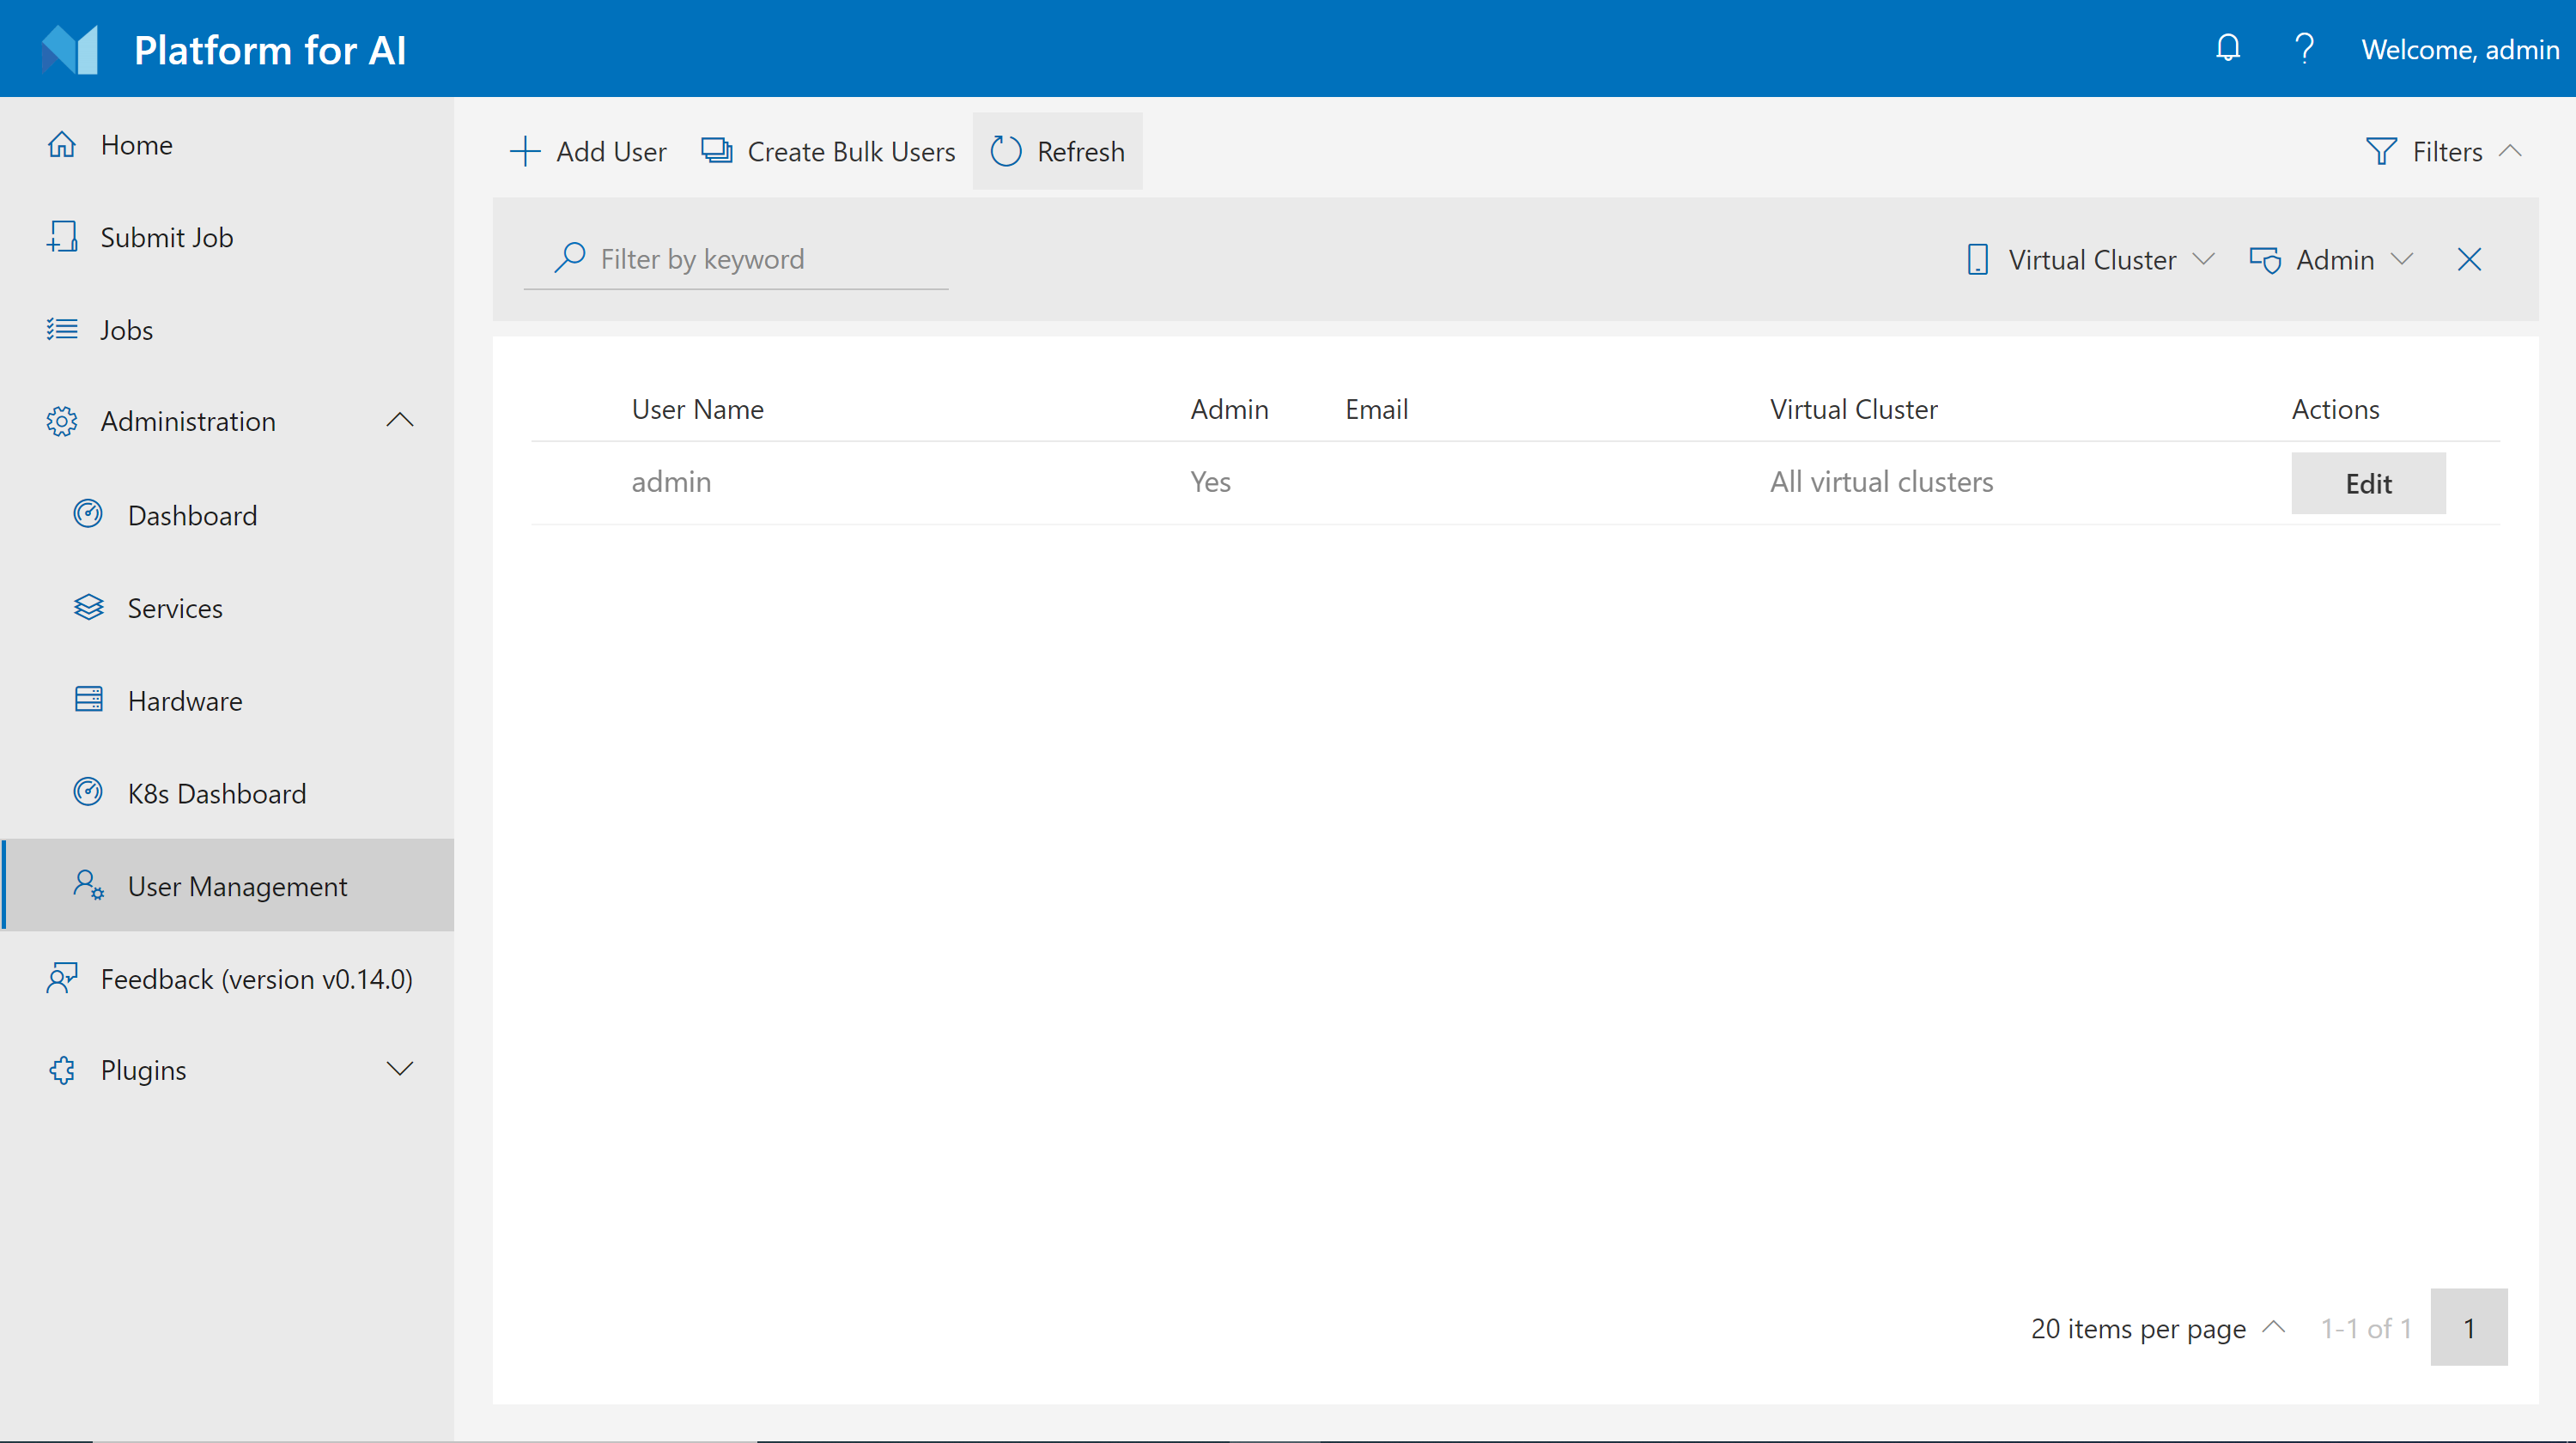 Platform for AI
Welcome, admin
Home
Submit Job
Jobs
Administration
Dashboard
Services
Hardware
K8s Dashboard
User Management
Feedback (version v0.14.0)
Plugins
Add User Create Bulk Users Refresh Filters
Filter by keyword Virtual Cluster Admin
User Name Admin Email Virtual Cluster Actions
admin Yes All virtual clusters Edit
20 items per page 1-1 of 1 1